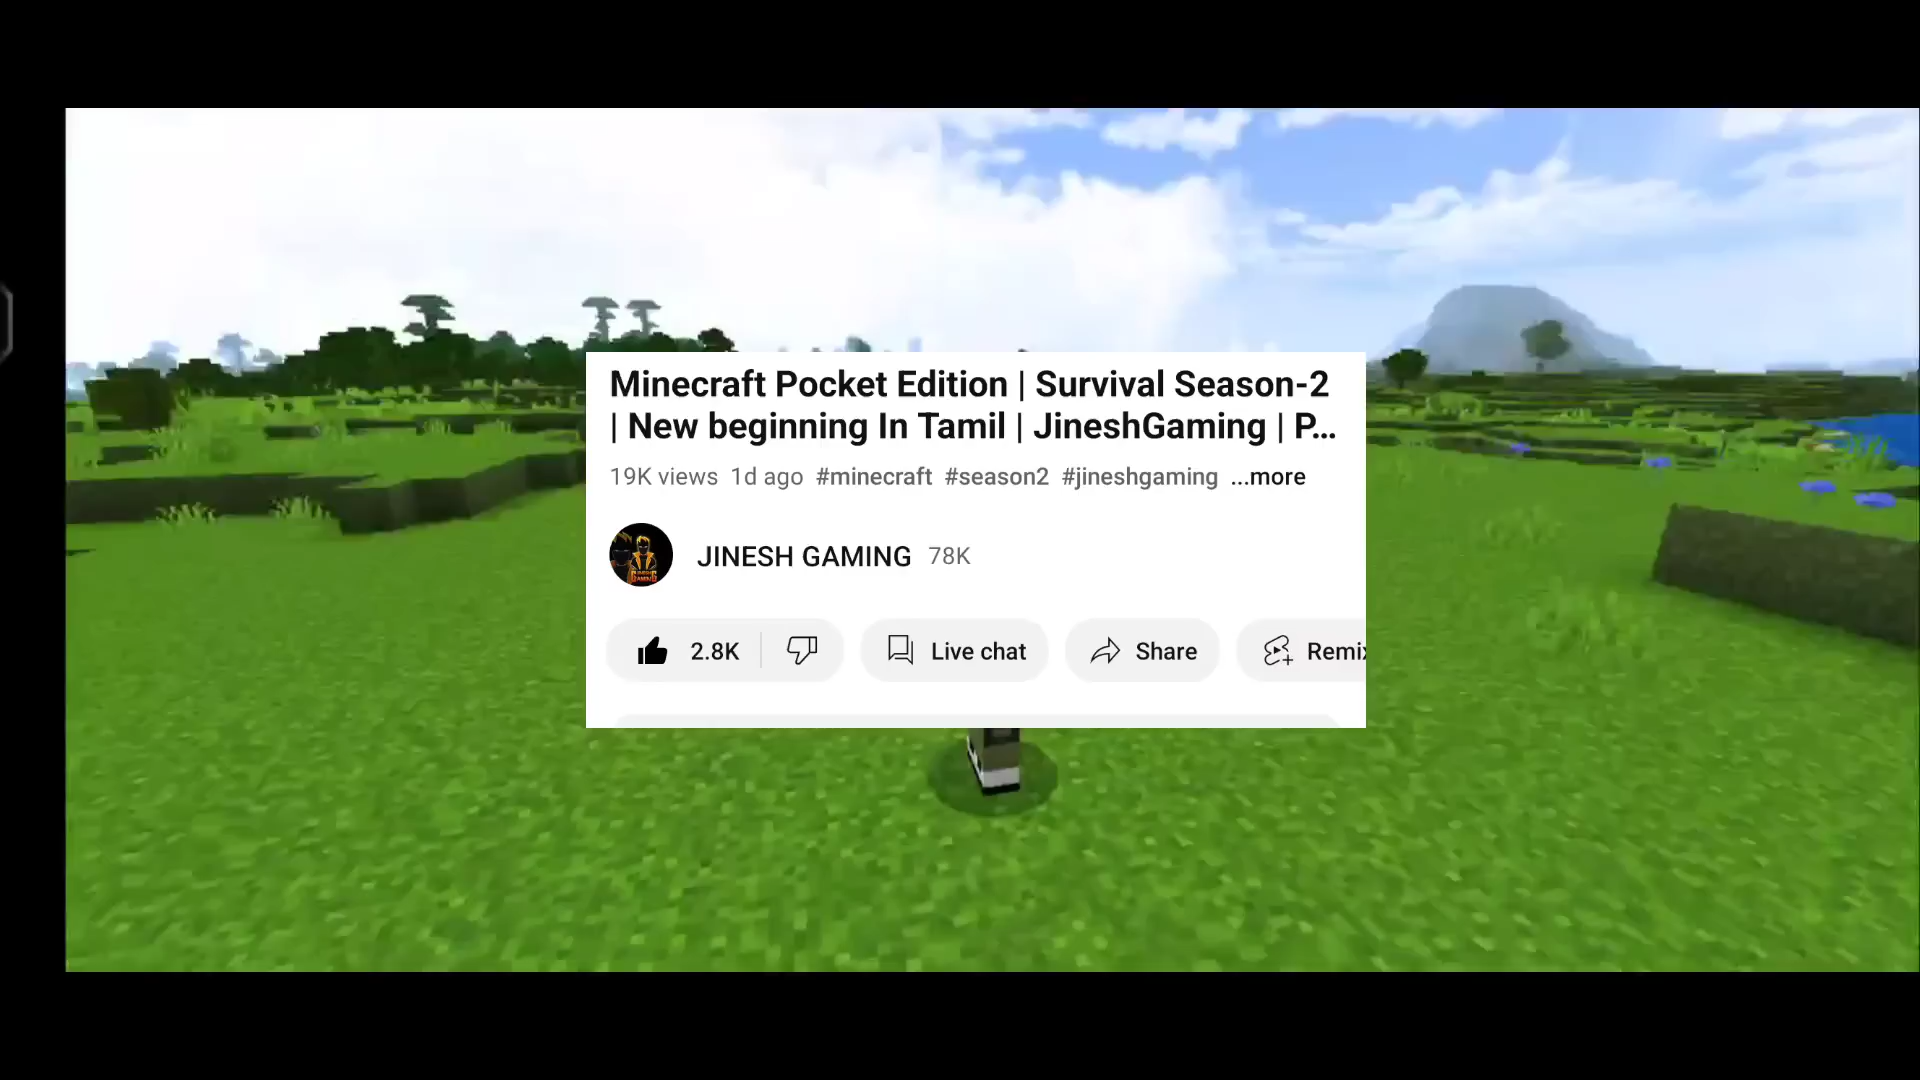 Minecraft Pocket Edition | Survival Season-2
| New beginning In Tamil | JineshGaming | P...
19K views 1d ago #minecraft #season2 #jineshgaming ...more
JINESH GAMING 78K
2.8K Live chat Share Remix